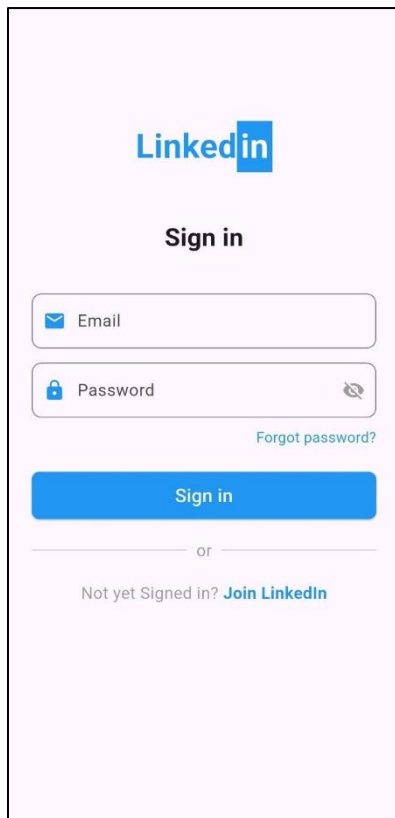 Linkedin
Sign in
Email
Password
Forgot password?
Sign in
or
Not yet Signed in? Join LinkedIn